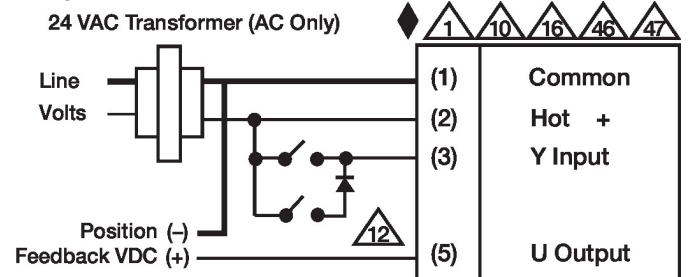 24 VAC Transformer (AC Only)
1 10 16 46 47
Line
Volts
(1) Common
(2) Hot +
(3) Y Input
12
Position (–)
Feedback VDC (+)
(5) U Output